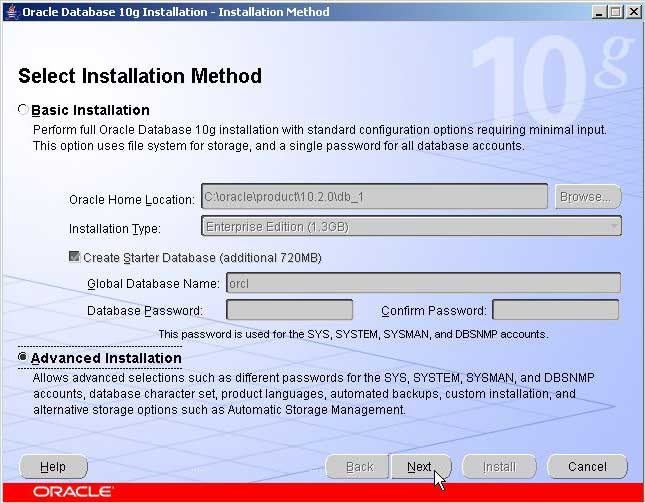 Oracle Database 10g Installation - Installation Method
10g
Select Installation Method
Basic Installation
Perform full Oracle Database 10g installation with standard configuration options requiring minimal input.
This option uses file system for storage, and a single password for all database accounts.
Oracle Home Location: C:\oracle\product\10.2.0\db_1 Browse...
Installation Type: Enterprise Edition (1.3GB)
Create Starter Database (additional 720MB)
Global Database Name: orcl
Database Password: Confirm Password:
This password is used for the SYS, SYSTEM, SYSMAN, and DBSNMP accounts.
Advanced Installation
Allows advanced selections such as different passwords for the SYS, SYSTEM, SYSMAN, and DBSNMP
accounts, database character set, product languages, automated backups, custom installation, and
alternative storage options such as Automatic Storage Management.
Help Back Next Install Cancel
ORACLE